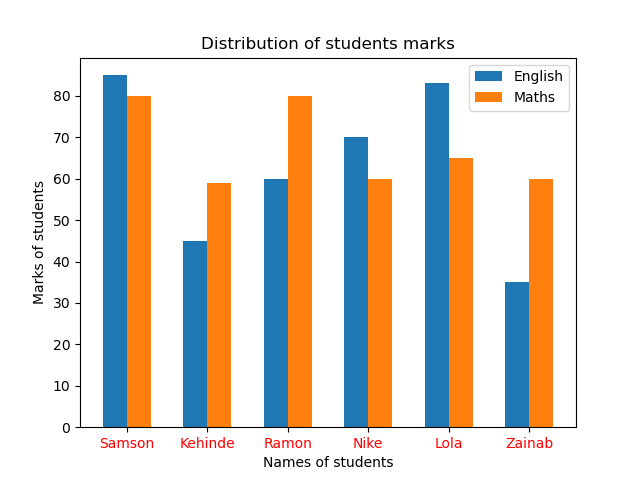 Distribution of students marks
English
Maths
Marks of students
80
70
60
50
40
30
20
10
0
Samson Kehinde Ramon Nike Lola Zainab
Names of students